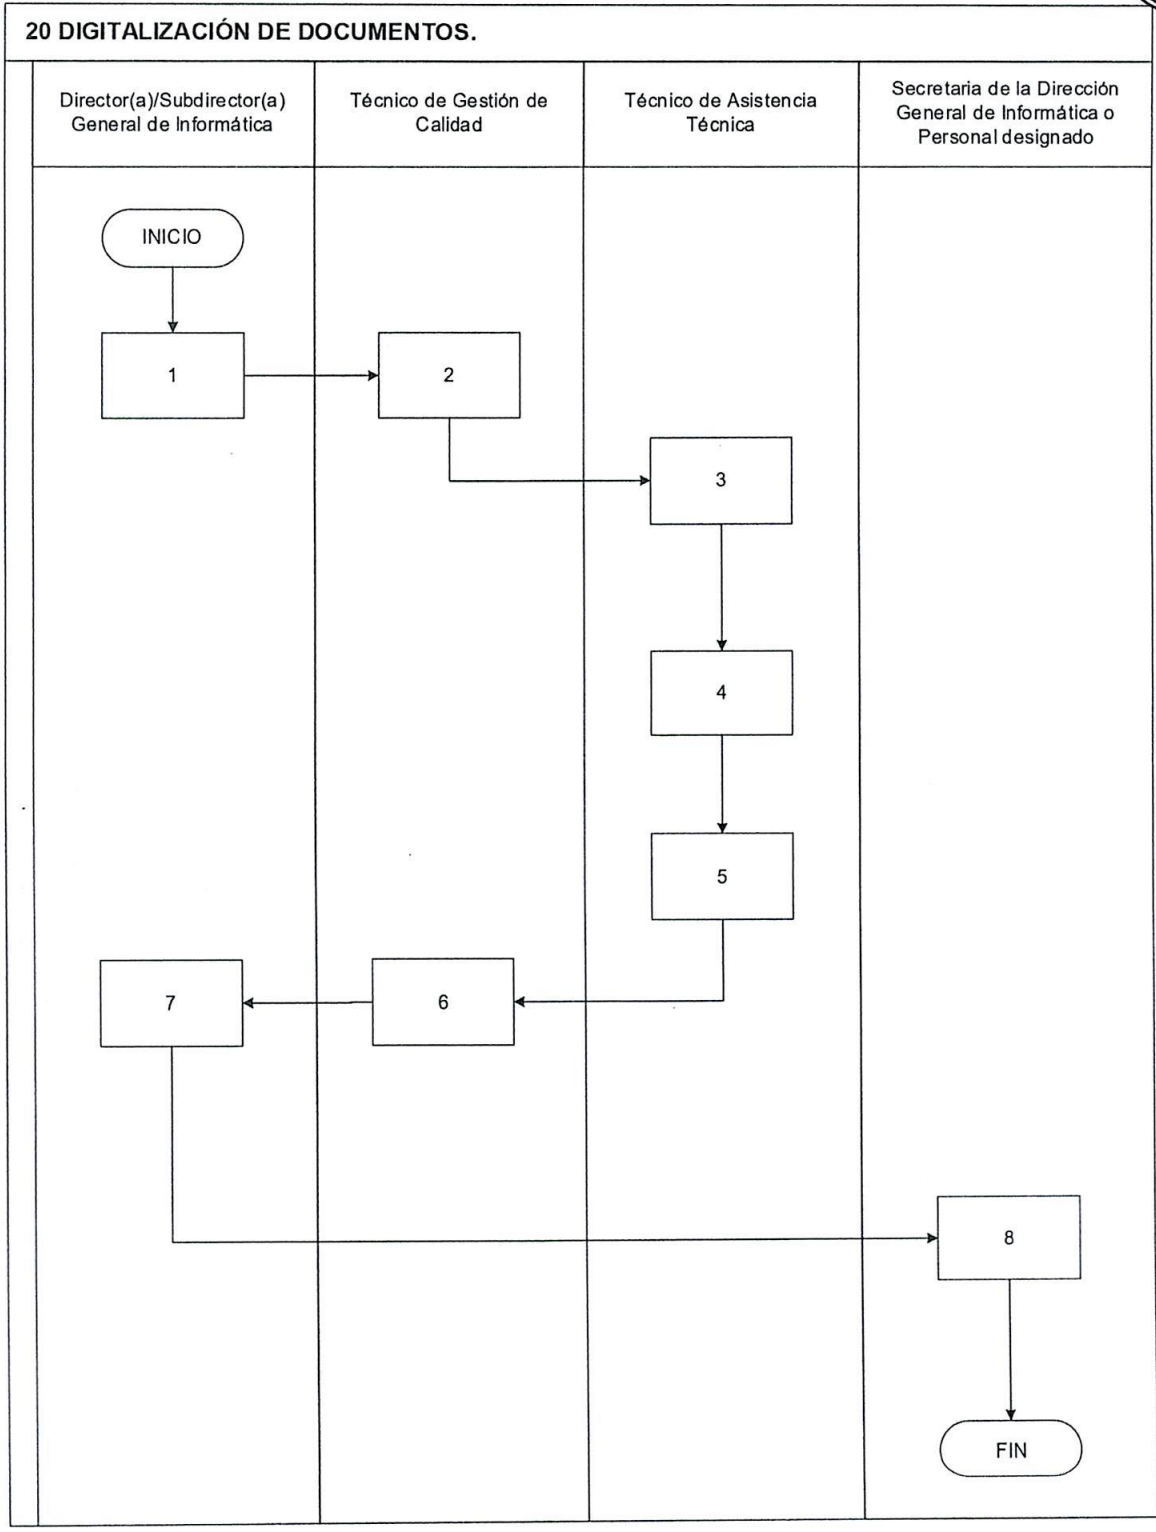 20 DIGITALIZACIÓN DE DOCUMENTOS.
Director(a)/Subdirector(a)
General de Informática
Técnico de Gestión de
Calidad
Técnico de Asistencia
Técnica
Secretaria de la Dirección
General de Informática o
Personal designado
INICIO
1
2
3
4
5
7
6
8
FIN